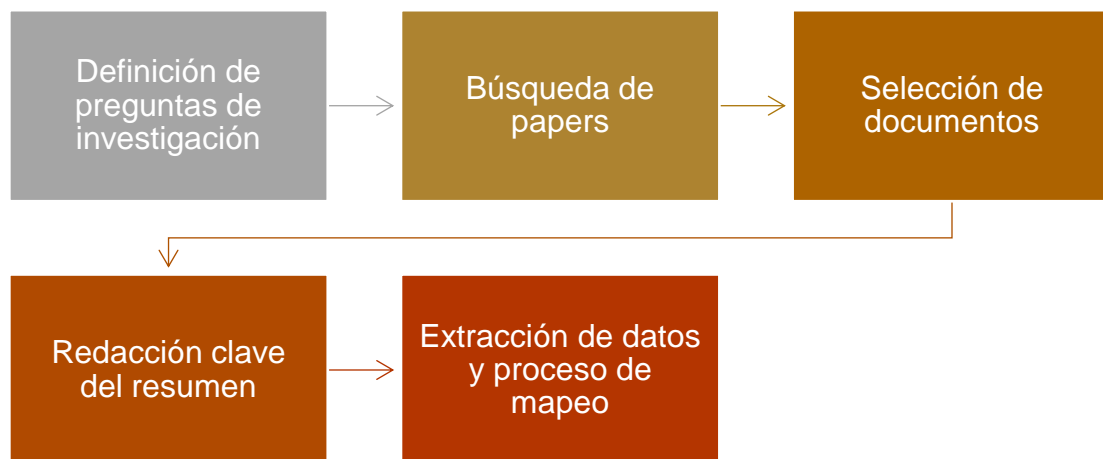 Definición de
preguntas de
investigación
Búsqueda de
papers
Selección de
documentos
Redacción clave
del resumen
Extracción de datos
y proceso de
mapeo